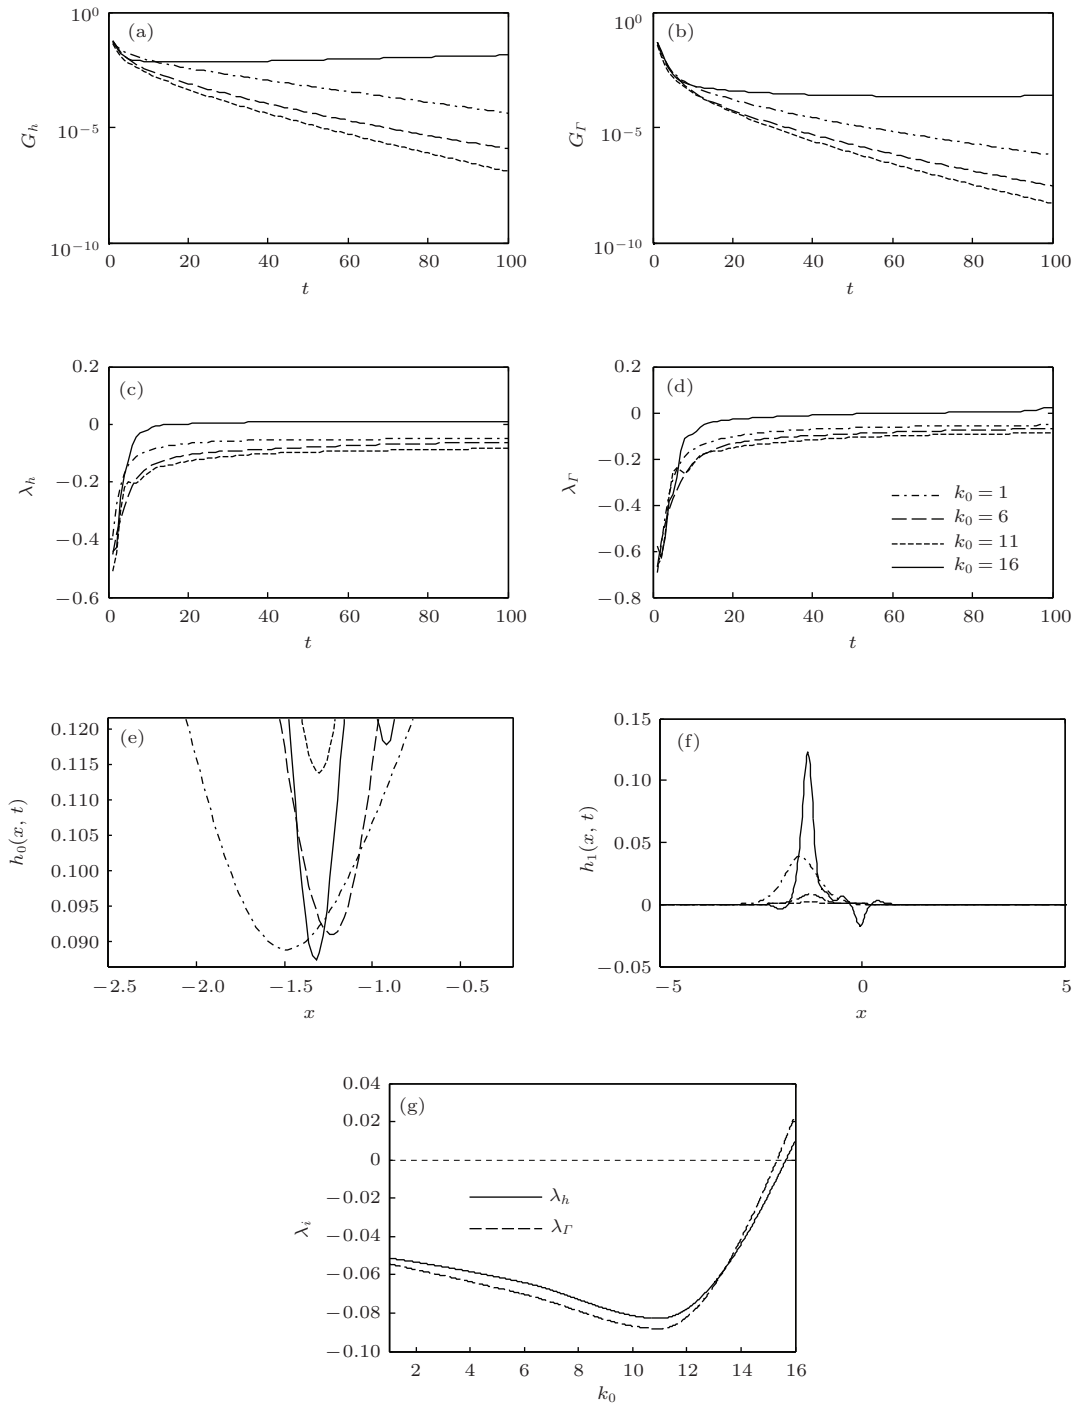 (a)
10^0
10^{-5}
10^{-10}
G_h
0 20 40 60 80 100
t
(b)
10^0
10^{-5}
10^{-10}
G_Γ
0 20 40 60 80 100
t
(c)
0.2
0
−0.2
−0.4
−0.6
λ_h
0 20 40 60 80 100
t
(d)
0.2
0
−0.2
−0.4
−0.6
−0.8
λ_Γ
k_0 = 1
k_0 = 6
k_0 = 11
k_0 = 16
0 20 40 60 80 100
t
(e)
0.120
0.115
0.110
0.105
0.100
0.095
0.090
h_0(x, t)
−2.5 −2.0 −1.5 −1.0 −0.5
x
(f)
0.15
0.10
0.05
0
−0.05
h_1(x, t)
−5 0 5
x
(g)
0.04
0.02
0
−0.02
−0.04
−0.06
−0.08
−0.10
λ_i
λ_h
λ_Γ
2 4 6 8 10 12 14 16
k_0